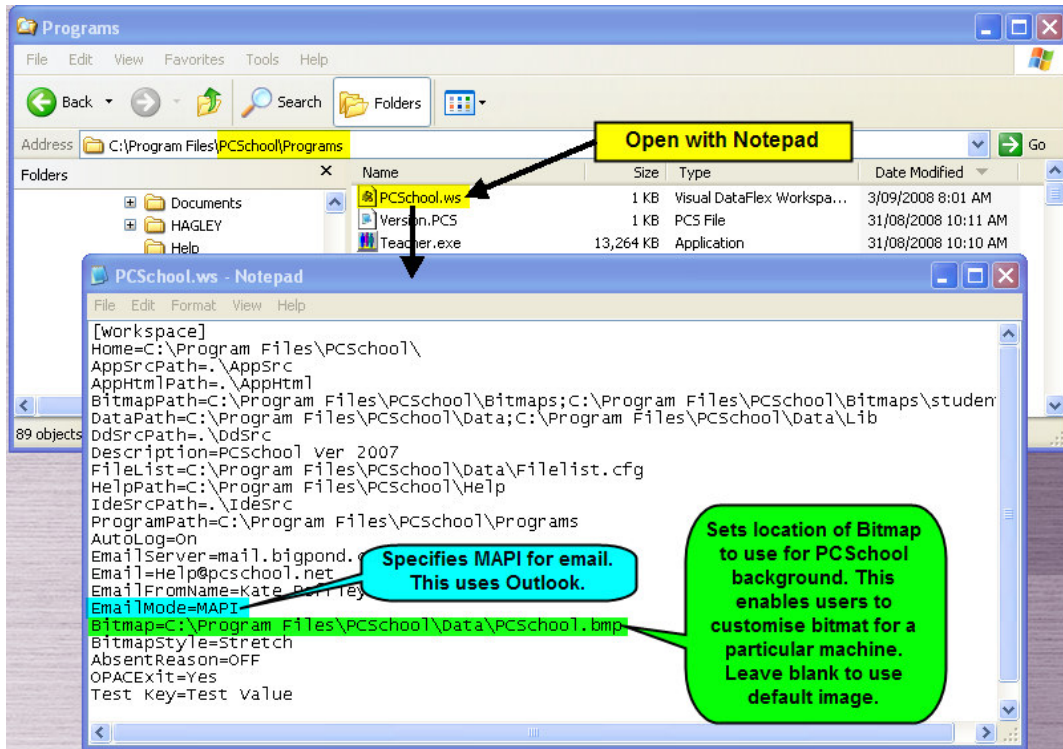 Programs
File Edit View Favorites Tools Help
Back Search Folders
Address C:\Program Files\PCSchool\Programs Go
Open with Notepad
Folders Name Size Type Date Modified
Documents PCSchool.ws 1 KB Visual DataFlex Workspa... 3/09/2008 8:01 AM
HAGLEY Version.PCS 1 KB PCS File 31/08/2008 10:11 AM
Help Teacher.exe 13,264 KB Application 31/08/2008 10:10 AM
89 objects
PCSchool.ws - Notepad
File Edit Format View Help
[Workspace]
Home=C:\Program Files\PCSchool\
AppSrcPath=.\AppSrc
AppHtmlPath=.\AppHtml
BitmapPath=C:\Program Files\PCSchool\Bitmaps;C:\Program Files\PCSchool\Bitmaps\studen
DataPath=C:\Program Files\PCSchool\Data;C:\Program Files\PCSchool\Data\Lib
DdSrcPath=.\DdSrc
Description=PCSchool Ver 2007
FileList=C:\Program Files\PCSchool\Data\Filelist.cfg
HelpPath=C:\Program Files\PCSchool\Help
IdeSrcPath=.\IdeSrc
ProgramPath=C:\Program Files\PCSchool\Programs
AutoLog=On
EmailServer=mail.bigpond.
Email=Help@pcschool.net
EmailFromName=Kate
EmailMode=MAPI
Bitmap=C:\Program Files\PCSchool\Data\PCSchool.bmp
BitmapStyle=Stretch
AbsentReason=OFF
OPACExit=Yes
Test Key=Test Value
Specifies MAPI for email.
This uses Outlook.
Sets location of Bitmap
to use for PCSchool
background. This
enables users to
customise bitmat for a
particular machine.
Leave blank to use
default image.